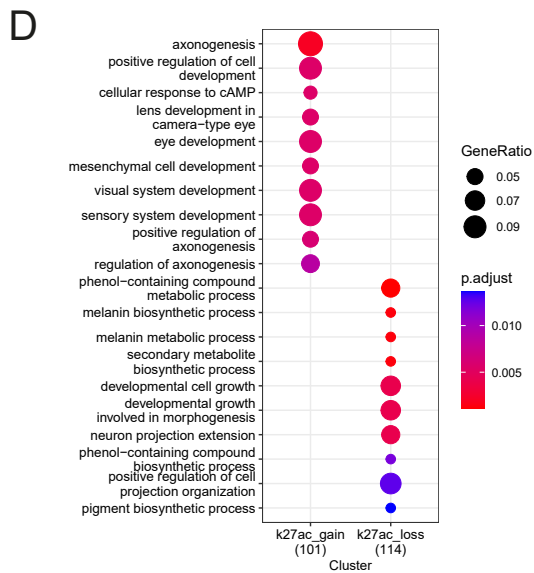 D
axonogenesis
positive regulation of cell
development
cellular response to cAMP
lens development in
camera−type eye
eye development
mesenchymal cell development
visual system development
sensory system development
positive regulation of
axonogenesis
regulation of axonogenesis
phenol−containing compound
metabolic process
melanin biosynthetic process
melanin metabolic process
secondary metabolite
biosynthetic process
developmental cell growth
developmental growth
involved in morphogenesis
neuron projection extension
phenol−containing compound
biosynthetic process
positive regulation of cell
projection organization
pigment biosynthetic process
k27ac_gain
(101)
k27ac_loss
(114)
Cluster
GeneRatio
0.05
0.07
0.09
p.adjust
0.010
0.005